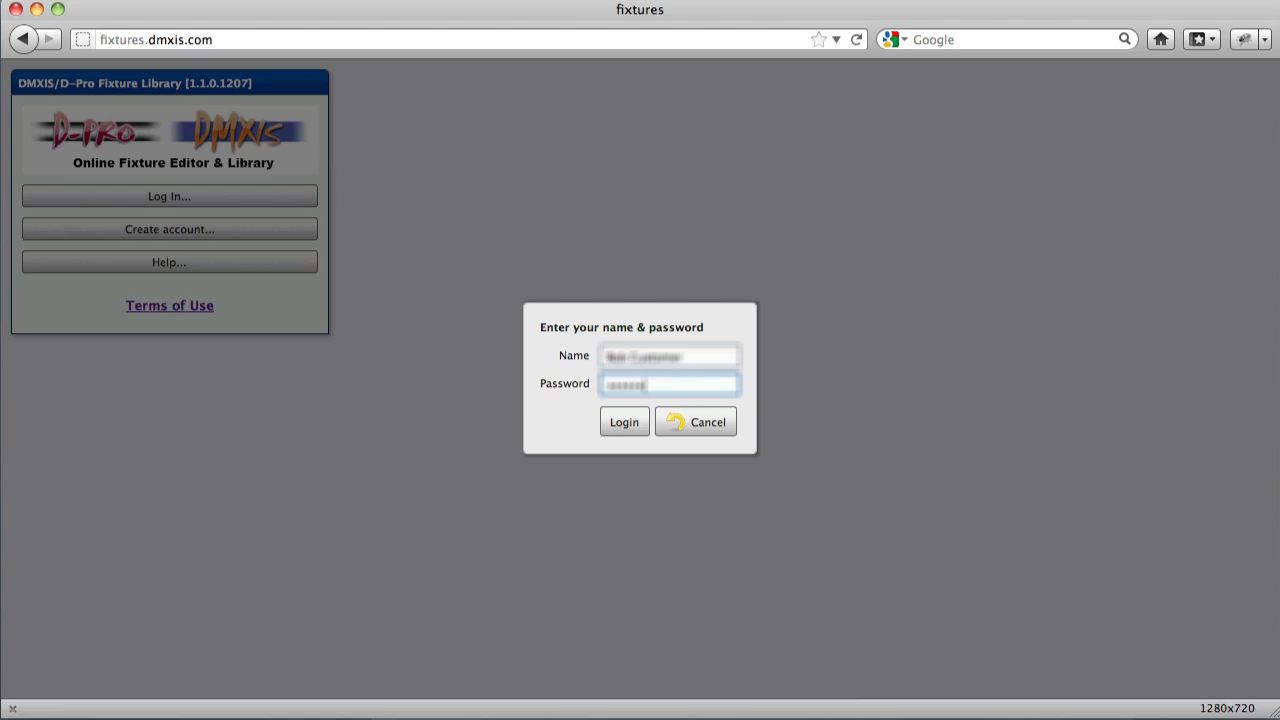 fixtures
fixtures.dmxis.com
Google
DMXIS/D-Pro Fixture Library [1.1.0.1207]
D-PRO DMXIS
Online Fixture Editor & Library
Log In...
Create account...
Help...
Terms of Use
Enter your name & password
Name
Password
Login
Cancel
1280x720